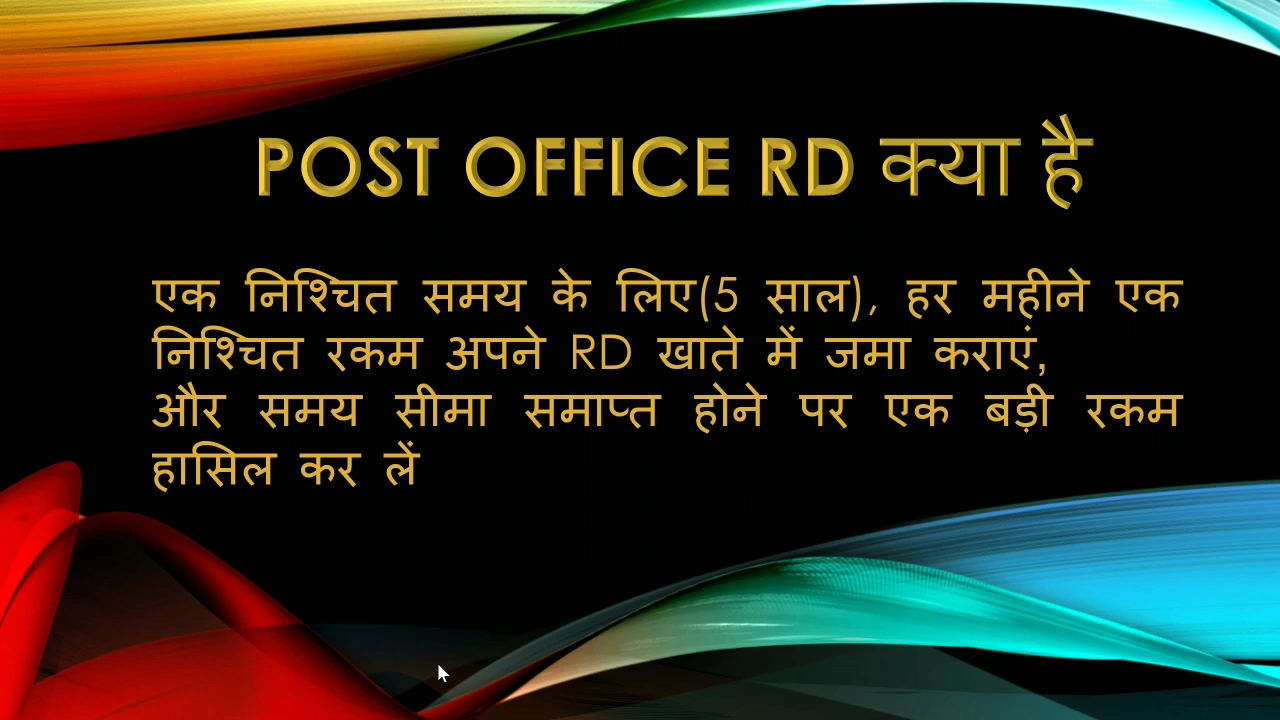 POST OFFICE RD क्या है
एक निश्चित समय के लिए(5 साल), हर महीने एक
निश्चित रकम अपने RD खाते में जमा कराएं,
और समय सीमा समाप्त होने पर एक बड़ी रकम
हासिल कर लें